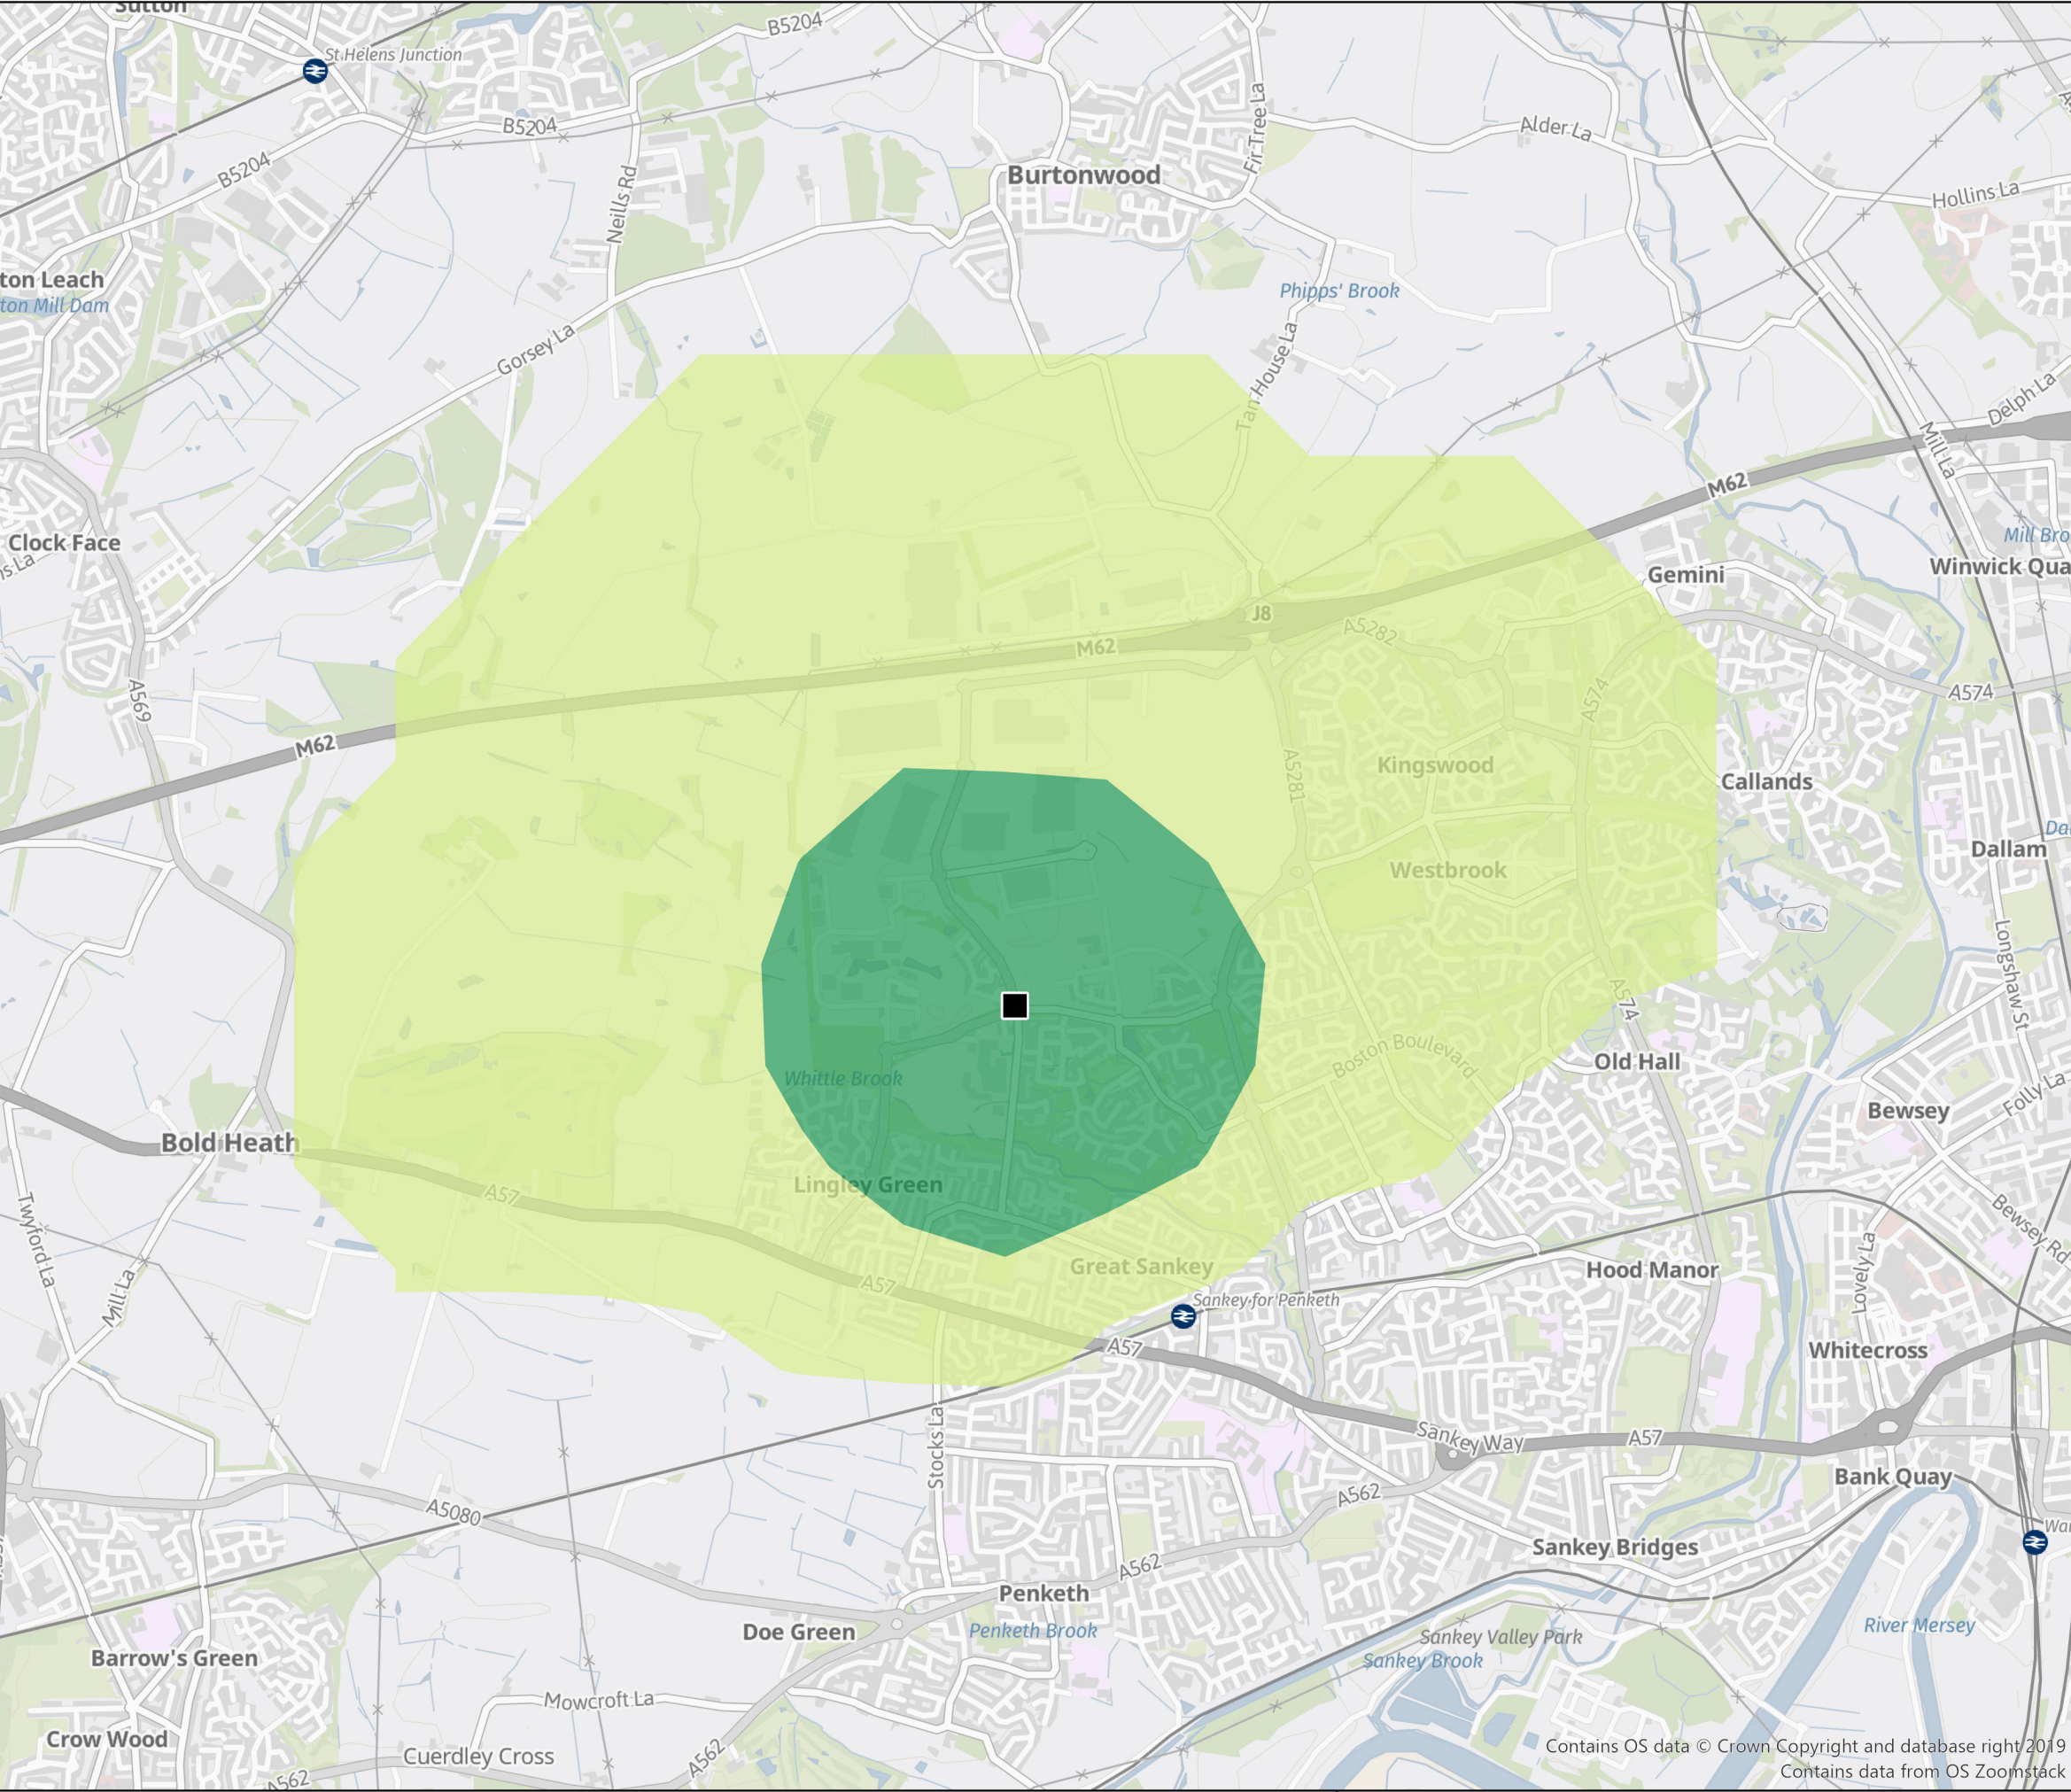 Sutton
St Helens Junction
B5204
B5204
B5204
Neills Rd
Burtonwood
Fir Tree La
Alder La
Hollins La
ton Leach
ton Mill Dam
Phipps' Brook
Gorsey La
Tan House La
Delph La
Mill La
M62
Clock Face
Mill Bro
Winwick Qua
Gemini
s La
J8
M62
A5282
A569
M62
A574
A574
Kingswood
A5281
Callands
Westbrook
Dallam
Da
Longshaw St
A574
Boston Boulevard
Old Hall
Whittle Brook
Bewsey
Folly La
Bold Heath
Lingley Green
A57
Twyford La
Great Sankey
Bewsey Rd
Hood Manor
Lovely La
Mill La
A57
Sankey for Penketh
A57
Whitecross
Stocks La
Sankey Way
A57
Bank Quay
A5080
A562
War
Sankey Bridges
A562
Penketh
Doe Green
Penketh Brook
River Mersey
Sankey Valley Park
Sankey Brook
Barrow's Green
Mowcroft La
Crow Wood
Cuerdley Cross
A562
A562
Contains OS data © Crown Copyright and database right 2019
Contains data from OS Zoomstack